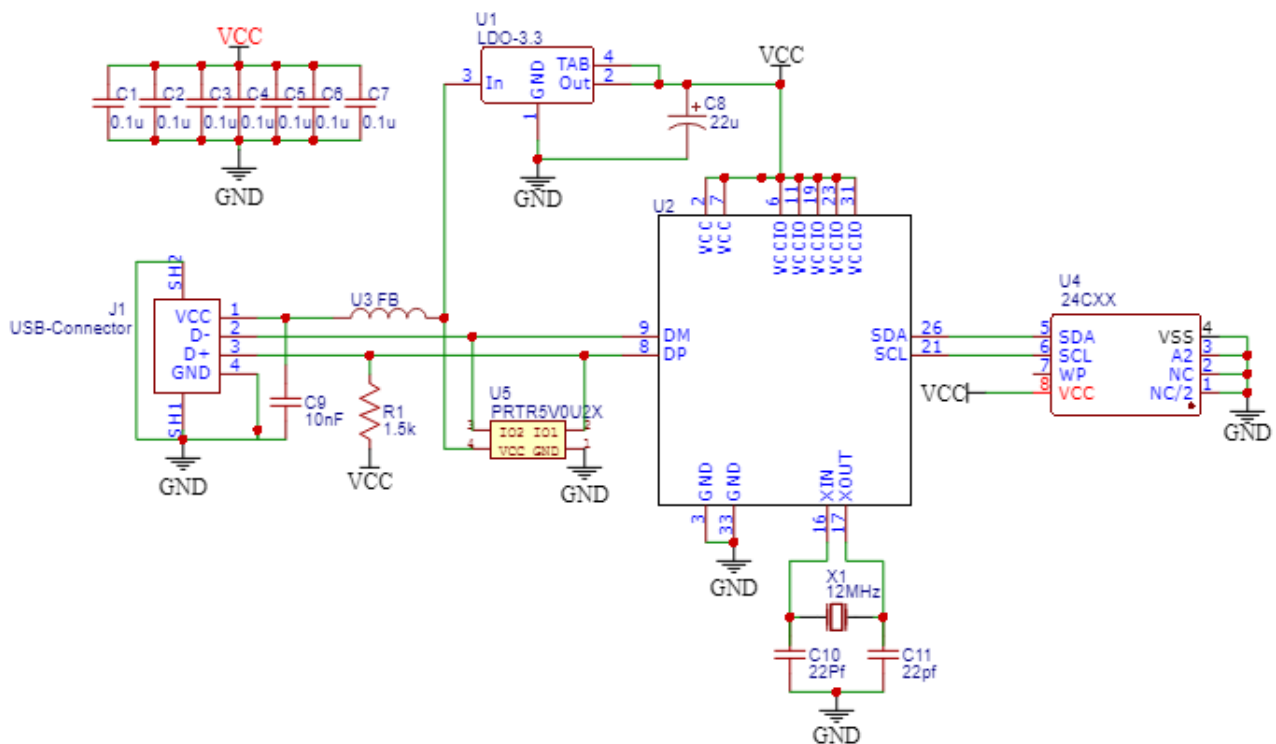 VCC
C1 C2 C3 C4 C5 C6 C7
0.1u 0.1u 0.1u 0.1u 0.1u 0.1u 0.1u
GND
U1
LDO-3.3
3 In GND TAB 4
Out 2
1
GND
C8
+
22u
VCC
U2
2 7 6 11 19 23 31
VCC VCC VCCIO VCCIO VCCIO VCCIO VCCIO
J1
USB-Connector
SH2
VCC 1
D- 2
D+ 3
GND 4
SH1
GND
C9
10nF
U3 FB
R1
1.5k
VCC
U5
PRTR5V0U2X
3 IO2 IO1 2
4 VCC GND 1
GND
9 DM
8 DP
SDA 26
SCL 21
GND GND
3 33
GND
XIN XOUT
16 17
X1
12MHz
C10
22Pf
C11
22pf
GND
U4
24CXX
5 SDA VSS 4
6 SCL A2 3
7 WP NC 2
8 VCC NC/2 1
VCC
GND